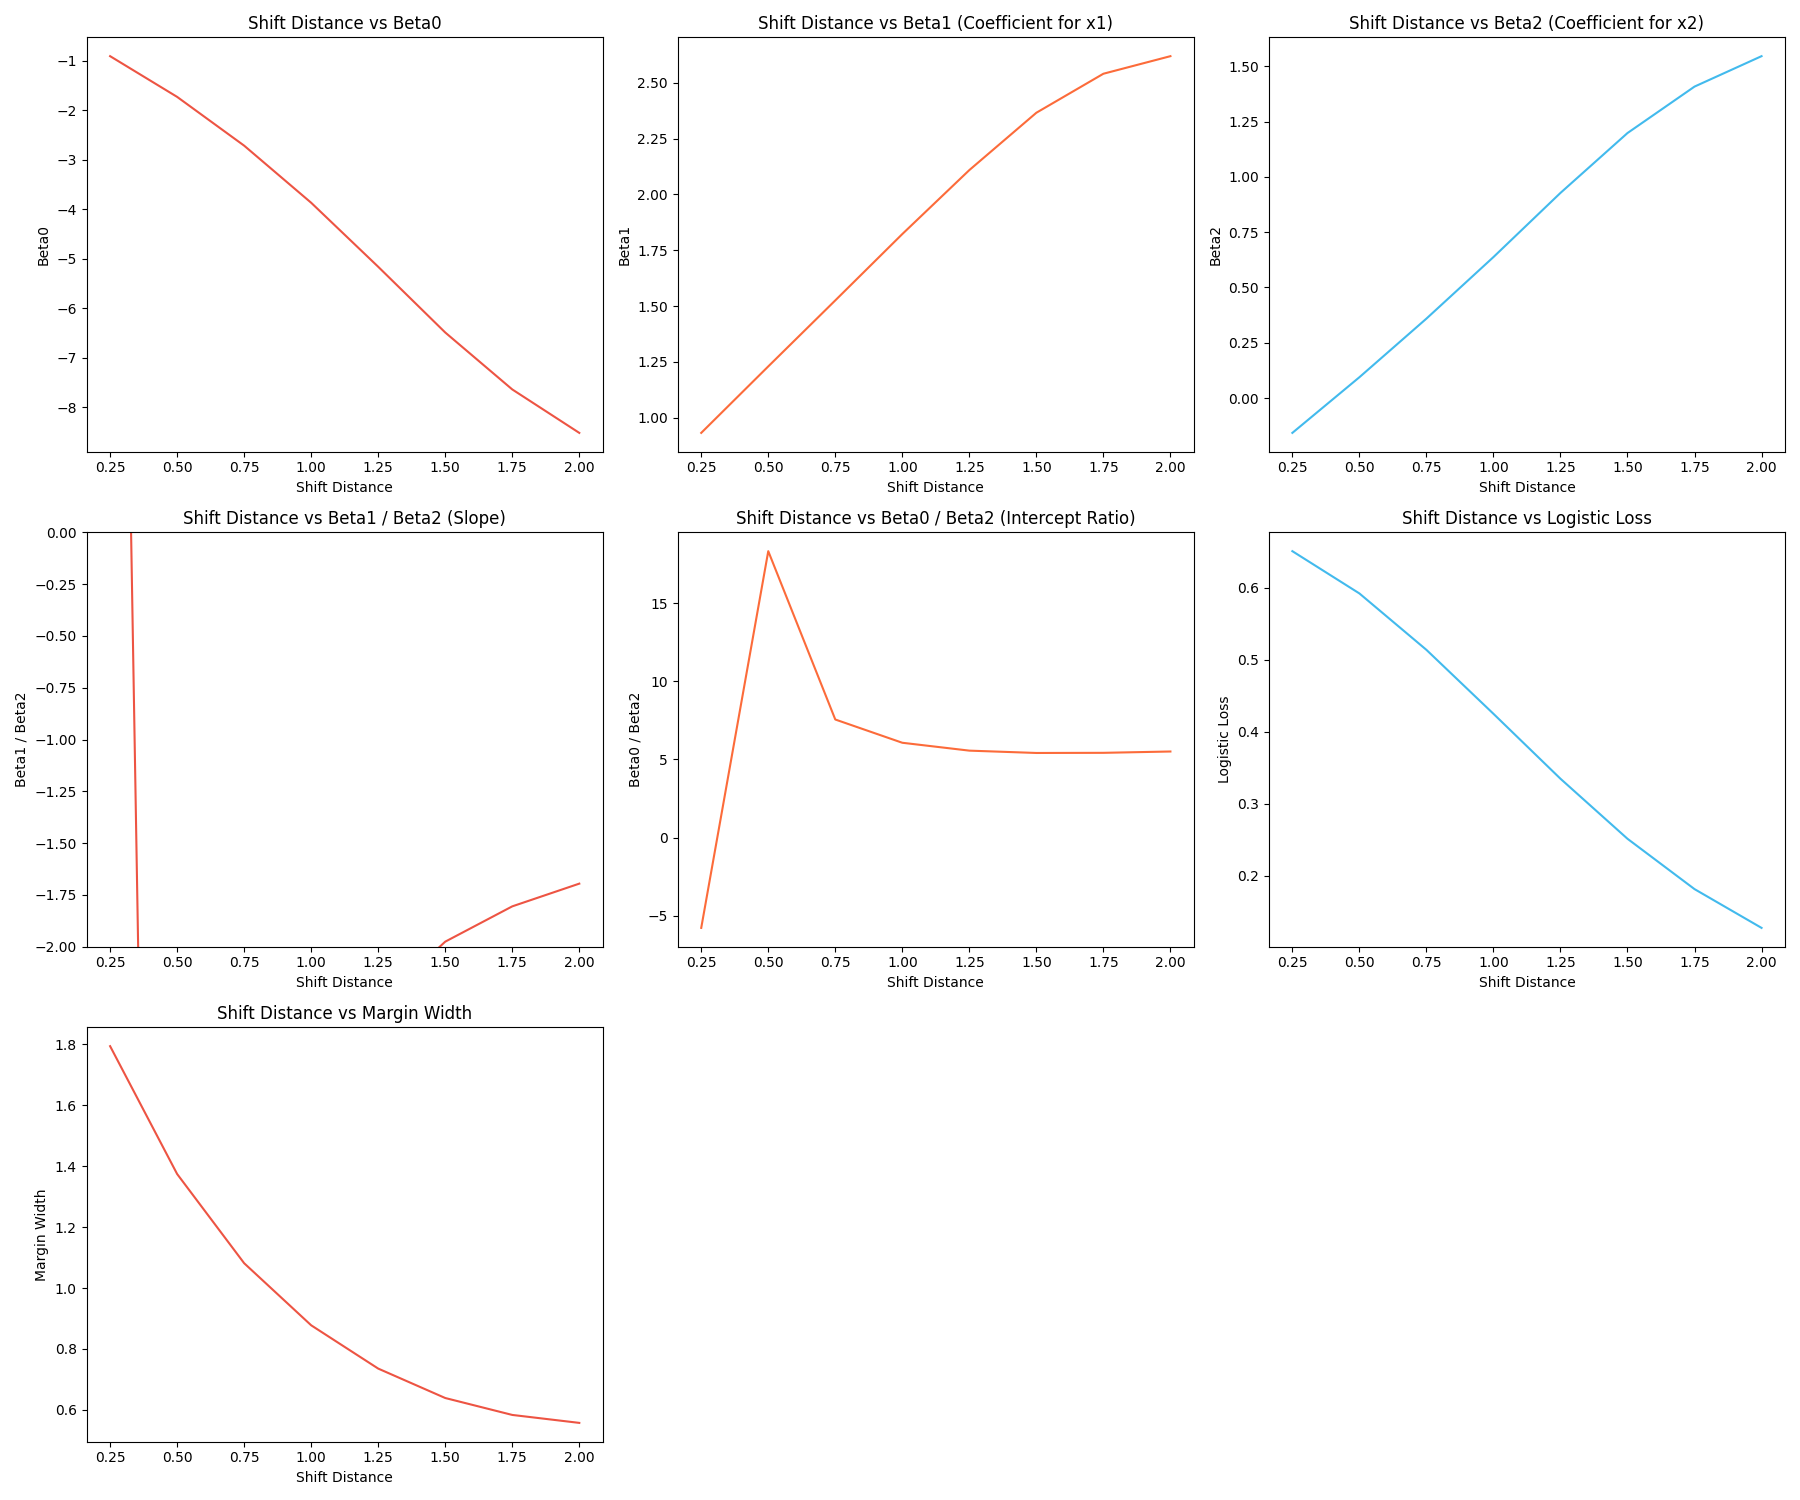 Shift Distance vs Beta0
Beta0
−1
−2
−3
−4
−5
−6
−7
−8
0.25 0.50 0.75 1.00 1.25 1.50 1.75 2.00
Shift Distance
Shift Distance vs Beta1 (Coefficient for x1)
Beta1
2.50
2.25
2.00
1.75
1.50
1.25
1.00
0.25 0.50 0.75 1.00 1.25 1.50 1.75 2.00
Shift Distance
Shift Distance vs Beta2 (Coefficient for x2)
Beta2
1.50
1.25
1.00
0.75
0.50
0.25
0.00
0.25 0.50 0.75 1.00 1.25 1.50 1.75 2.00
Shift Distance
Shift Distance vs Beta1 / Beta2 (Slope)
Beta1 / Beta2
0.00
−0.25
−0.50
−0.75
−1.00
−1.25
−1.50
−1.75
−2.00
0.25 0.50 0.75 1.00 1.25 1.50 1.75 2.00
Shift Distance
Shift Distance vs Beta0 / Beta2 (Intercept Ratio)
Beta0 / Beta2
15
10
5
0
−5
0.25 0.50 0.75 1.00 1.25 1.50 1.75 2.00
Shift Distance
Shift Distance vs Logistic Loss
Logistic Loss
0.6
0.5
0.4
0.3
0.2
0.25 0.50 0.75 1.00 1.25 1.50 1.75 2.00
Shift Distance
Shift Distance vs Margin Width
Margin Width
1.8
1.6
1.4
1.2
1.0
0.8
0.6
0.25 0.50 0.75 1.00 1.25 1.50 1.75 2.00
Shift Distance